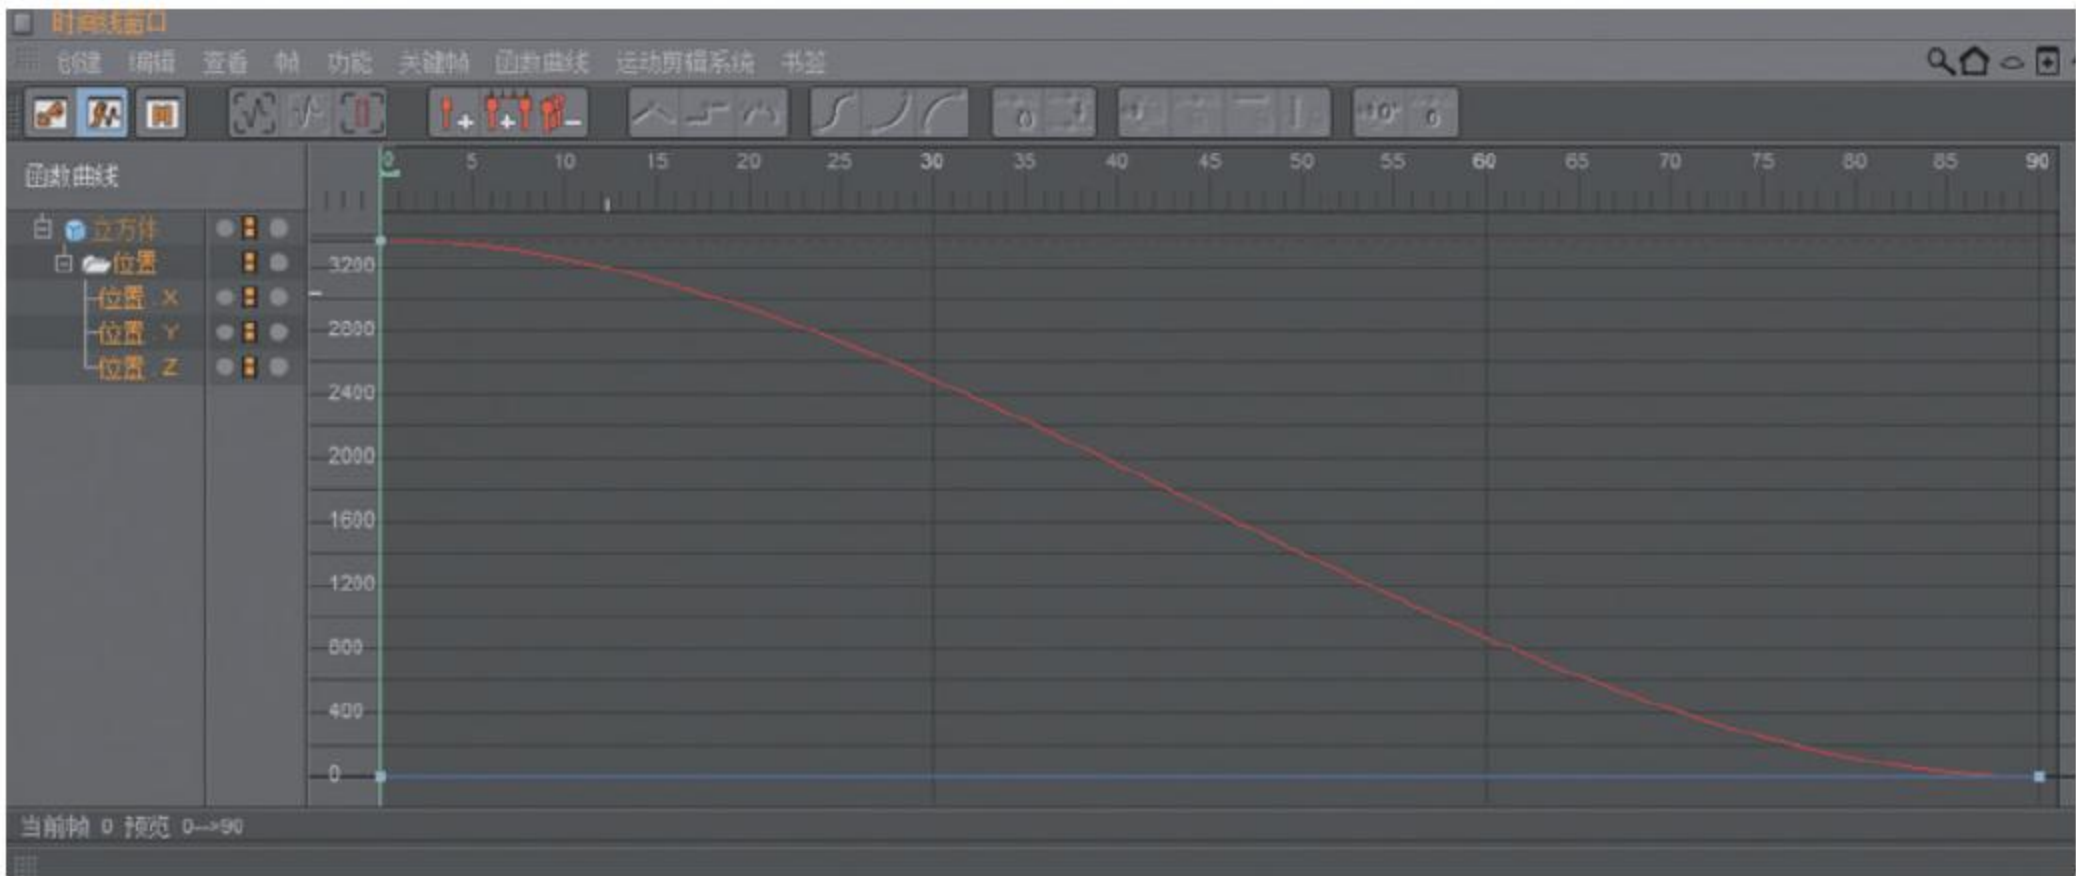 时间线窗口
创建 编辑 查看 帧 功能 关键帧 函数曲线 运动剪辑系统 书签
函数曲线
0 5 10 15 20 25 30 35 40 45 50 55 60 65 70 75 80 85 90
立方体
位置
位置 . X
位置 . Y
位置 . Z
3200
2800
2400
2000
1600
1200
800
400
0
当前帧 0 预览 0-->90